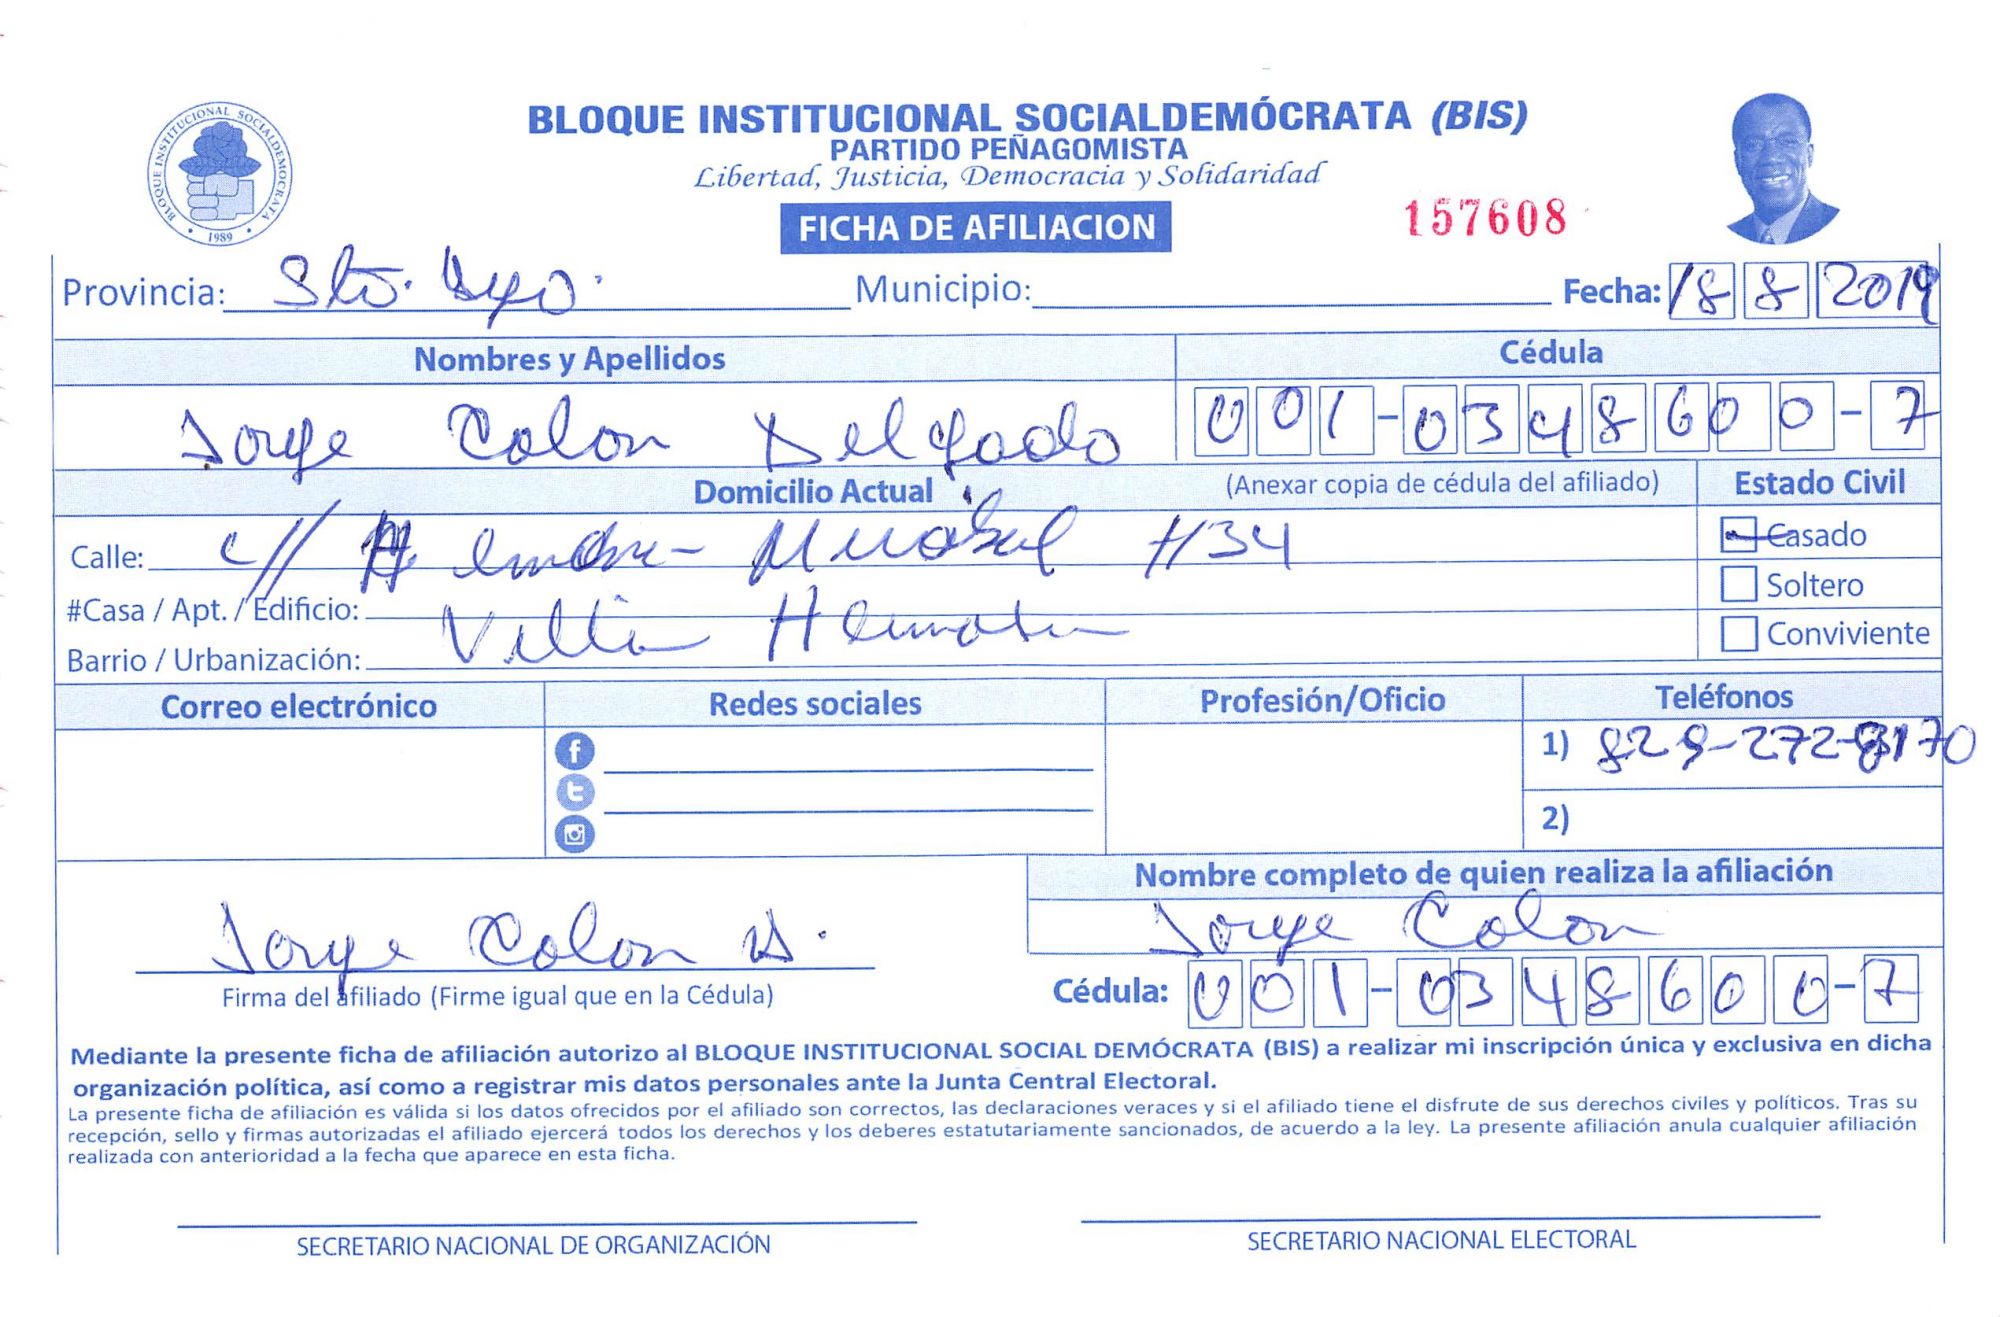 BLOQUE INSTITUCIONAL SOCIALDEMOCRATA
1989
BLOQUE INSTITUCIONAL SOCIALDEMÓCRATA (BIS)
PARTIDO PEÑAGOMISTA
Libertad, Justicia, Democracia y Solidaridad
FICHA DE AFILIACION
157608
Provincia: Sto. Dgo. Municipio: Fecha: 18 8 2019
Nombres y Apellidos Cédula
Jorge Colon Delgado 001-0348600-7
Domicilio Actual (Anexar copia de cédula del afiliado) Estado Civil
Calle: c// #34 Casado
#Casa / Apt. / Edificio: Soltero
Barrio / Urbanización: Villa Conviviente
Correo electrónico Redes sociales Profesión/Oficio Teléfonos
1) 829-272-8170
2)
Nombre completo de quien realiza la afiliación
Jorge Colon D. Jorge Colon
Firma del afiliado (Firme igual que en la Cédula) Cédula: 001-0348600-7
Mediante la presente ficha de afiliación autorizo al BLOQUE INSTITUCIONAL SOCIAL DEMÓCRATA (BIS) a realizar mi inscripción única y exclusiva en dicha
organización política, así como a registrar mis datos personales ante la Junta Central Electoral.
La presente ficha de afiliación es válida si los datos ofrecidos por el afiliado son correctos, las declaraciones veraces y si el afiliado tiene el disfrute de sus derechos civiles y políticos. Tras su
recepción, sello y firmas autorizadas el afiliado ejercerá todos los derechos y los deberes estatutariamente sancionados, de acuerdo a la ley. La presente afiliación anula cualquier afiliación
realizada con anterioridad a la fecha que aparece en esta ficha.
SECRETARIO NACIONAL DE ORGANIZACIÓN SECRETARIO NACIONAL ELECTORAL